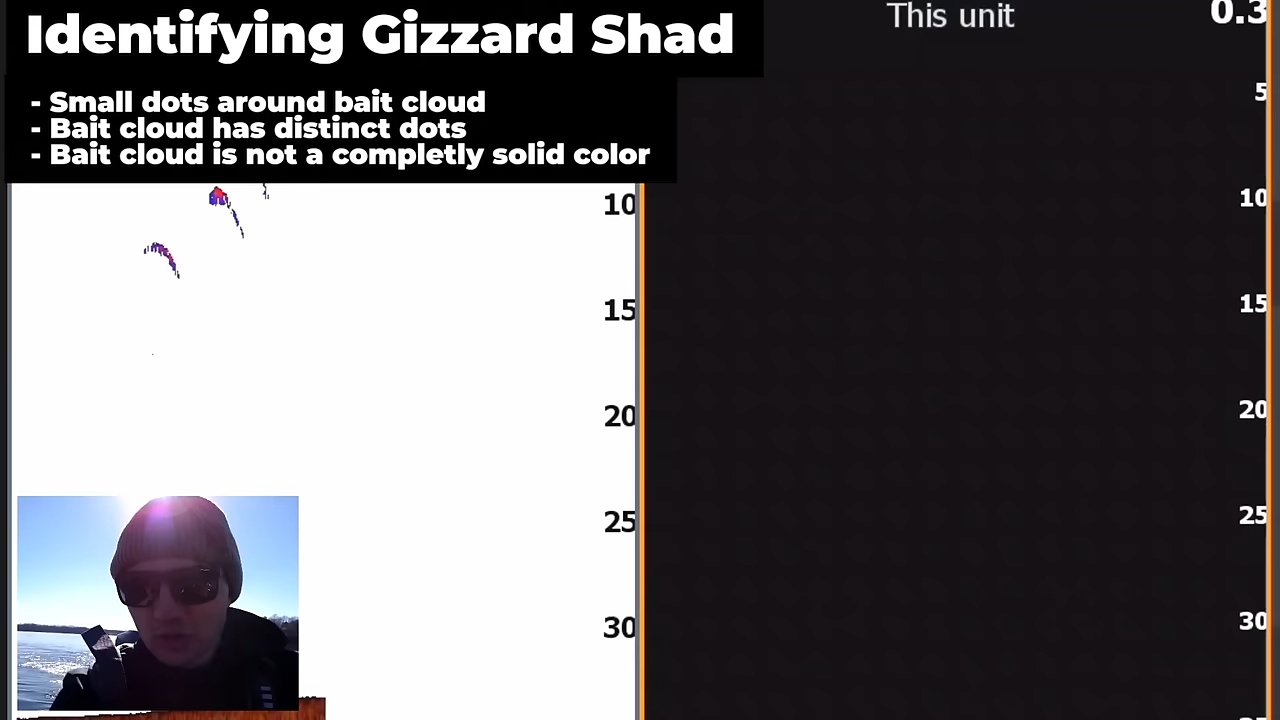 Identifying Gizzard Shad
- Small dots around bait cloud
- Bait cloud has distinct dots
- Bait cloud is not a completly solid color
10
15
20
25
30
This unit
0.3
5
10
15
20
25
30